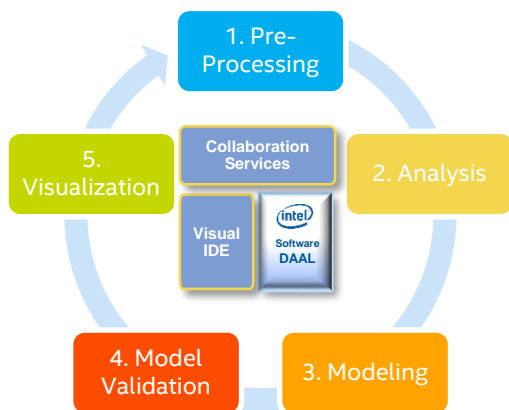 1. Pre-
Processing
2. Analysis
3. Modeling
4. Model
Validation
5.
Visualization
Collaboration
Services
Visual
IDE
intel
Software
DAAL